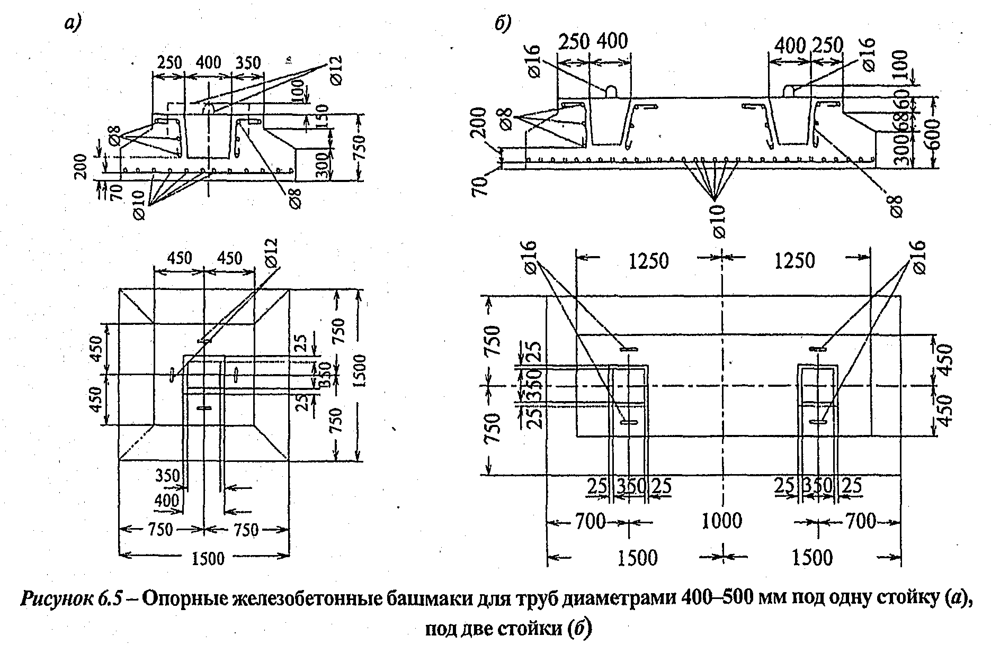 а)
б)
250 400 350
Ø12
100
150
750
300
Ø8
200
70
Ø10
Ø8
250 400
400 250
Ø16
Ø16
100
60
68
600
300
200
Ø8
70
Ø10
Ø8
450 450
Ø12
450
450
25
350
25
750
750
1500
350
400
750 750
1500
1250 1250
Ø16
Ø16
750
750
25
350
25
450
450
25 350 25
25 350 25
700 1000 700
1500 1500
Рисунок 6.5 – Опорные железобетонные башмаки для труб диаметрами 400–500 мм под одну стойку (а),
под две стойки (б)